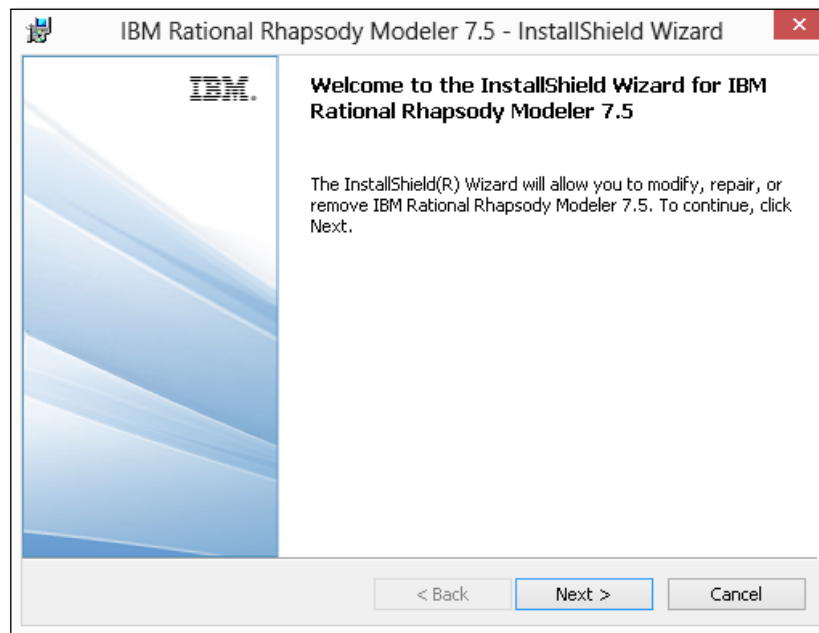 IBM Rational Rhapsody Modeler 7.5 - InstallShield Wizard
IBM.
Welcome to the InstallShield Wizard for IBM
Rational Rhapsody Modeler 7.5
The InstallShield(R) Wizard will allow you to modify, repair, or
remove IBM Rational Rhapsody Modeler 7.5. To continue, click
Next.
< Back
Next >
Cancel